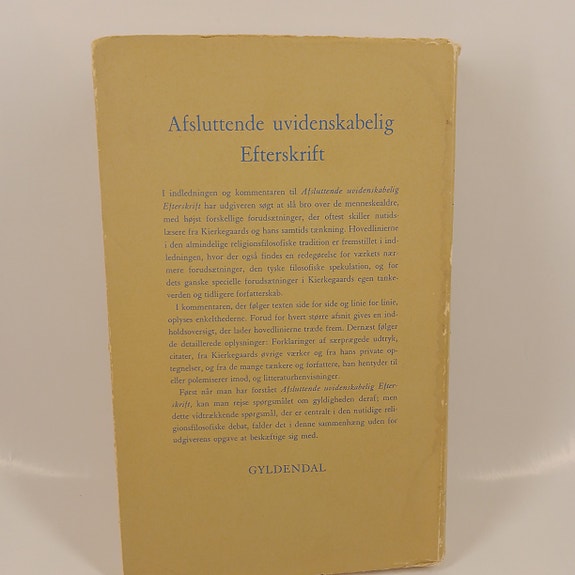 Afsluttende uvidenskabelig
Efterskrift
I indledningen og kommentaren til Afsluttende uvidenskabelig
Efterskrift har udgiveren søgt at slå bro over de menneskealdre,
med højst forskellige forudsætninger, der oftest skiller nutids-
læsere fra Kierkegaards og hans samtids tænkning. Hovedlinierne
i den almindelige religionsfilosofiske tradition er fremstillet i ind-
ledningen, hvor der også findes en redegørelse for værkets nær-
mere forudsætninger, den tyske filosofiske spekulation, og for
dets ganske specielle forudsætninger i Kierkegaards egen tanke-
verden og tidligere forfatterskab.
I kommentaren, der følger texten side for side og linie for linie,
oplyses enkelthederne. Forud for hvert større afsnit gives en ind-
holdsoversigt, der lader hovedlinierne træde frem. Dernæst følger
de detaillerede oplysninger: Forklaringer af særprægede udtryk,
citater, fra Kierkegaards øvrige værker og fra hans private op-
tegnelser, og fra de mange tænkere og forfattere, han hentyder til
eller polemiserer imod, og litteraturhenvisninger.
Først når man har forstået Afsluttende uvidenskabelig Efter-
skrift, kan man rejse spørgsmålet om gyldigheden deraf; men
dette vidtrækkende spørgsmål, der er centralt i den nutidige reli-
gionsfilosofiske debat, falder det i denne sammenhæng uden for
udgiverens opgave at beskæftige sig med.
GYLDENDAL